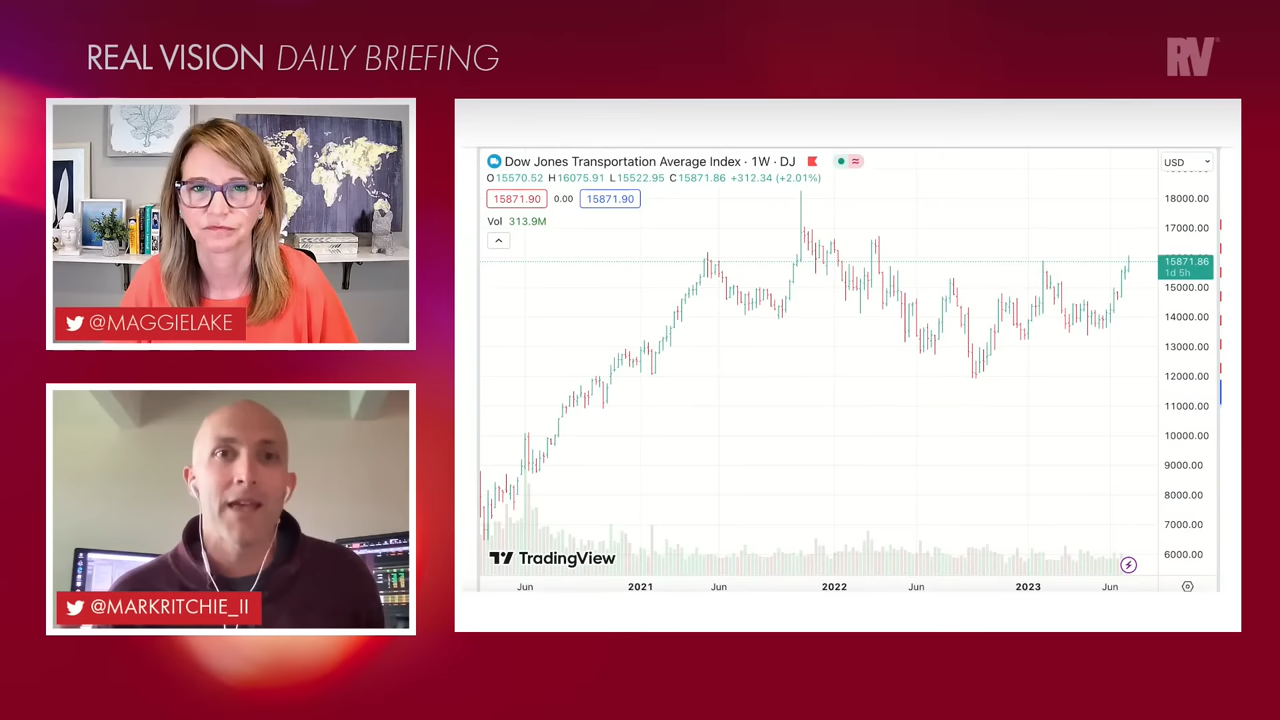 REAL VISION DAILY BRIEFING
RV
@MAGGIELAKE
@MARKRITCHIE_II
Dow Jones Transportation Average Index · 1W · DJ
O15570.52 H16075.91 L15522.95 C15871.86 +312.34 (+2.01%)
15871.90 0.00 15871.90
Vol 313.9M
USD
18000.00
17000.00
15871.86
1d 5h
15000.00
14000.00
13000.00
12000.00
11000.00
10000.00
9000.00
8000.00
7000.00
6000.00
TradingView
Jun 2021 Jun 2022 Jun 2023 Jun